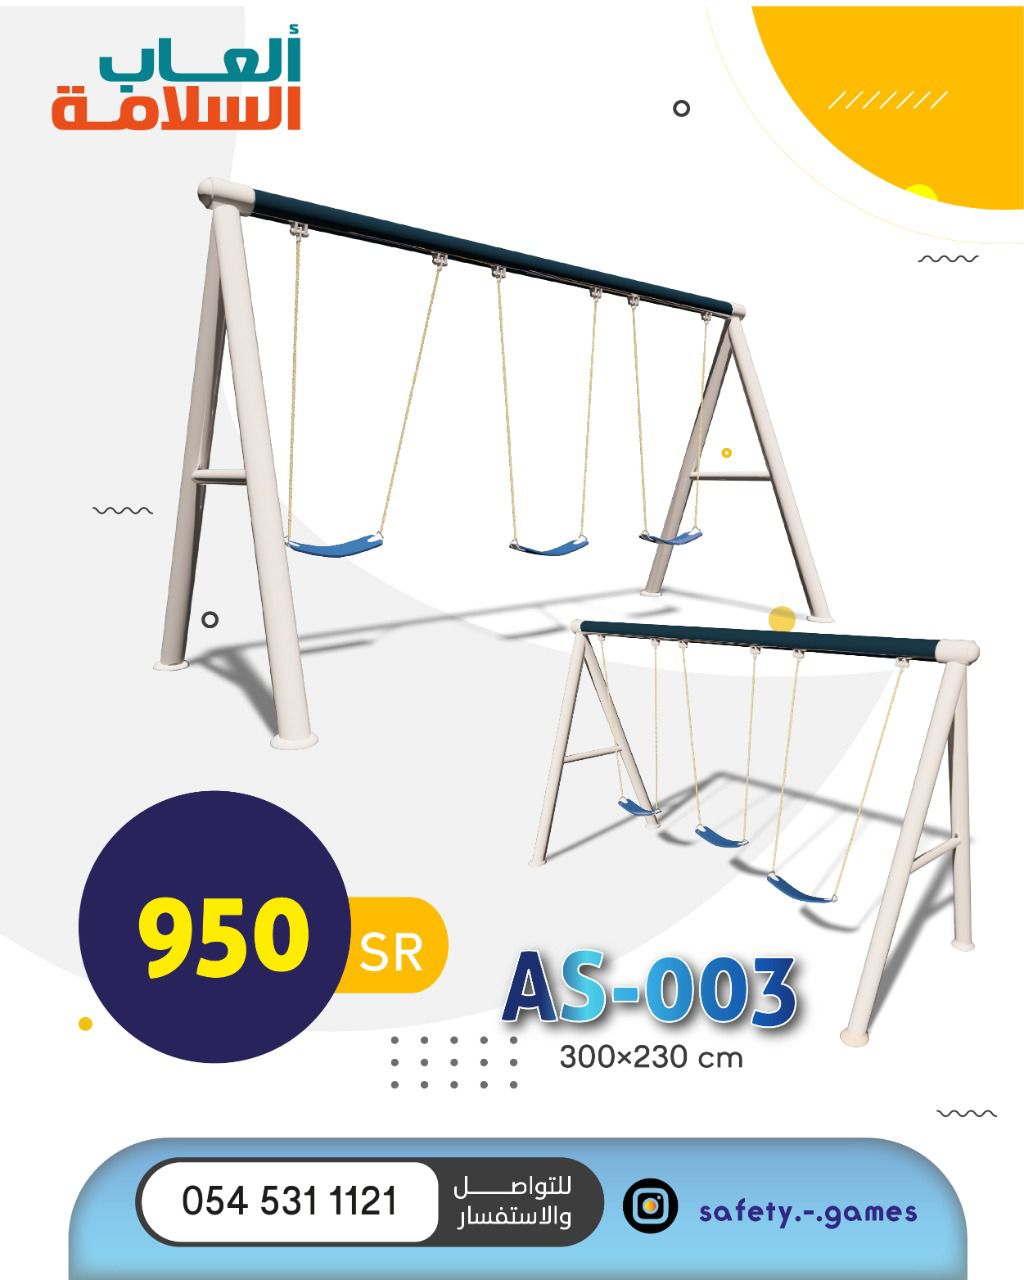 ألعاب
السلامة
950 SR
AS-003
300×230 cm
054 531 1121
للتواصل
والاستفسار
safety.-.games